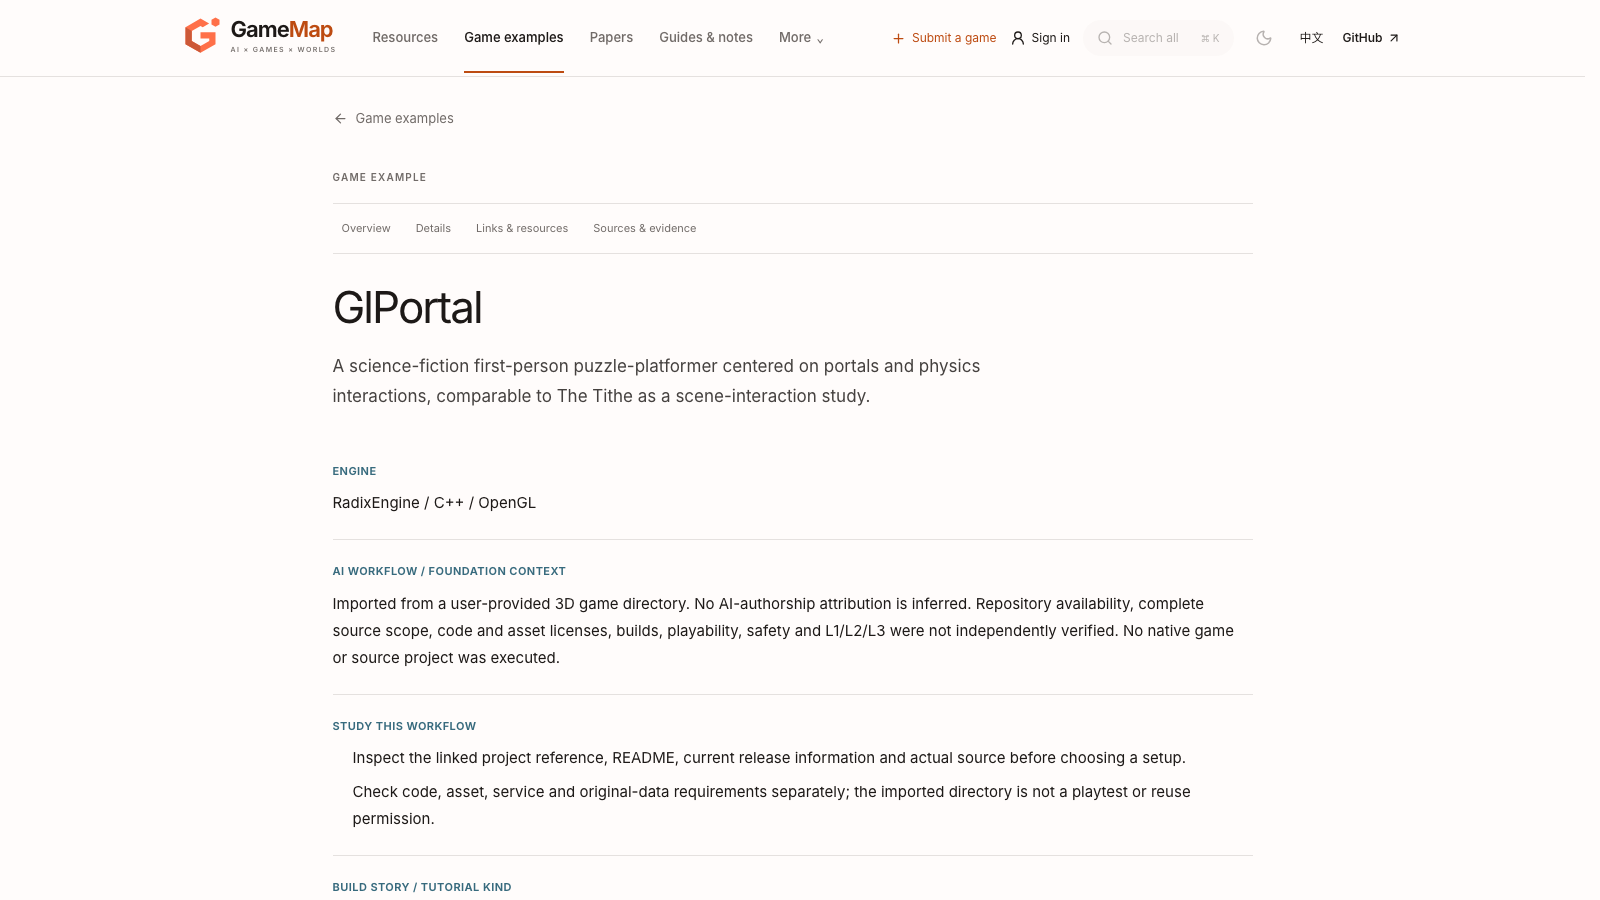 GameMap
AI × GAMES × WORLDS
Resources
Game examples
Papers
Guides & notes
More
Submit a game
Sign in
Search all
⌘ K
中文
GitHub
Game examples
GAME EXAMPLE
Overview
Details
Links & resources
Sources & evidence
GlPortal
A science-fiction first-person puzzle-platformer centered on portals and physics
interactions, comparable to The Tithe as a scene-interaction study.
ENGINE
RadixEngine / C++ / OpenGL
AI WORKFLOW / FOUNDATION CONTEXT
Imported from a user-provided 3D game directory. No AI-authorship attribution is inferred. Repository availability, complete
source scope, code and asset licenses, builds, playability, safety and L1/L2/L3 were not independently verified. No native game
or source project was executed.
STUDY THIS WORKFLOW
Inspect the linked project reference, README, current release information and actual source before choosing a setup.
Check code, asset, service and original-data requirements separately; the imported directory is not a playtest or reuse
permission.
BUILD STORY / TUTORIAL KIND